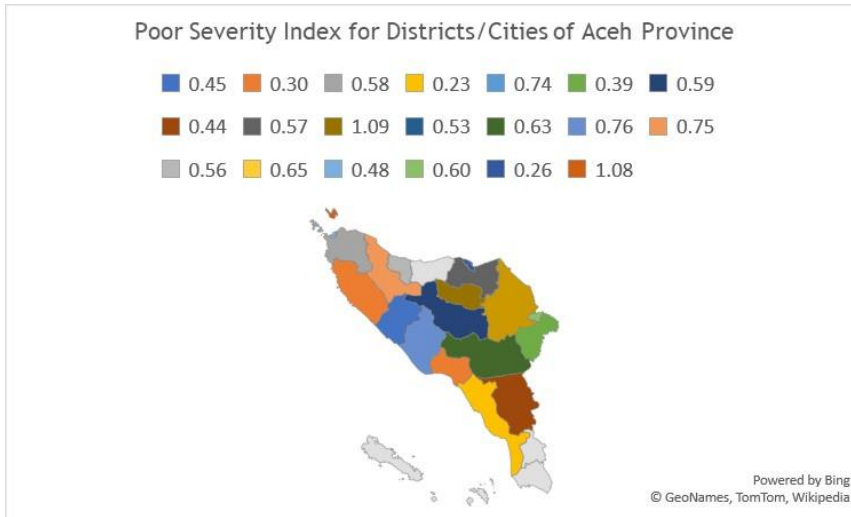 Poor Severity Index for Districts/Cities of Aceh Province
0.45 0.30 0.58 0.23 0.74 0.39 0.59
0.44 0.57 1.09 0.53 0.63 0.76 0.75
0.56 0.65 0.48 0.60 0.26 1.08
Powered by Bing
© GeoNames, TomTom, Wikipedia